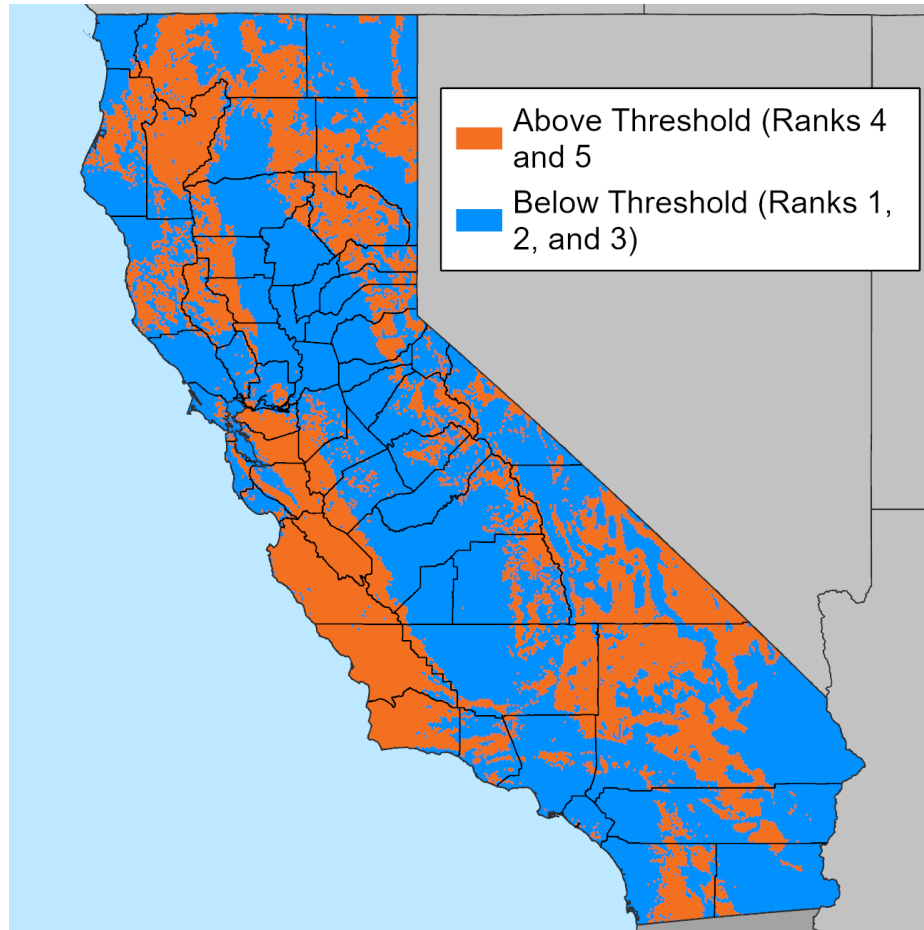 Above Threshold (Ranks 4
and 5
Below Threshold (Ranks 1,
2, and 3)